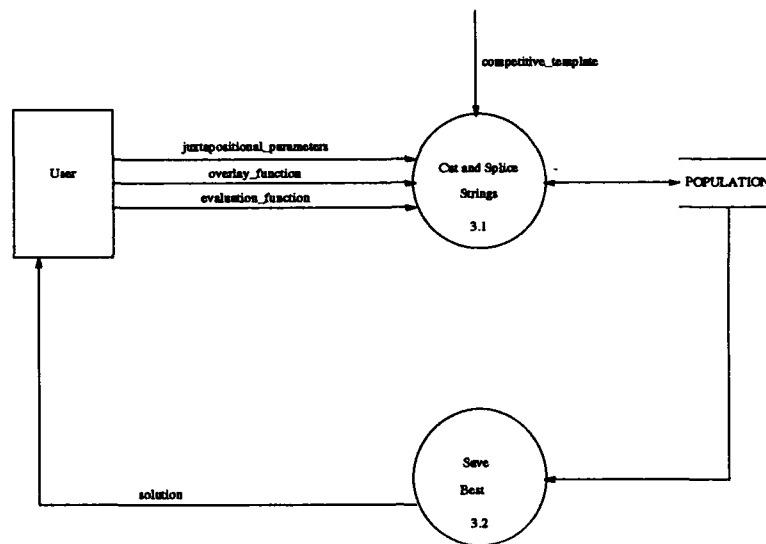 competitive_template
juxtapositional_parameters
User
overlay_function
evaluation_function
Cut and Splice
Strings
3.1
POPULATION
Save
Best
3.2
solution